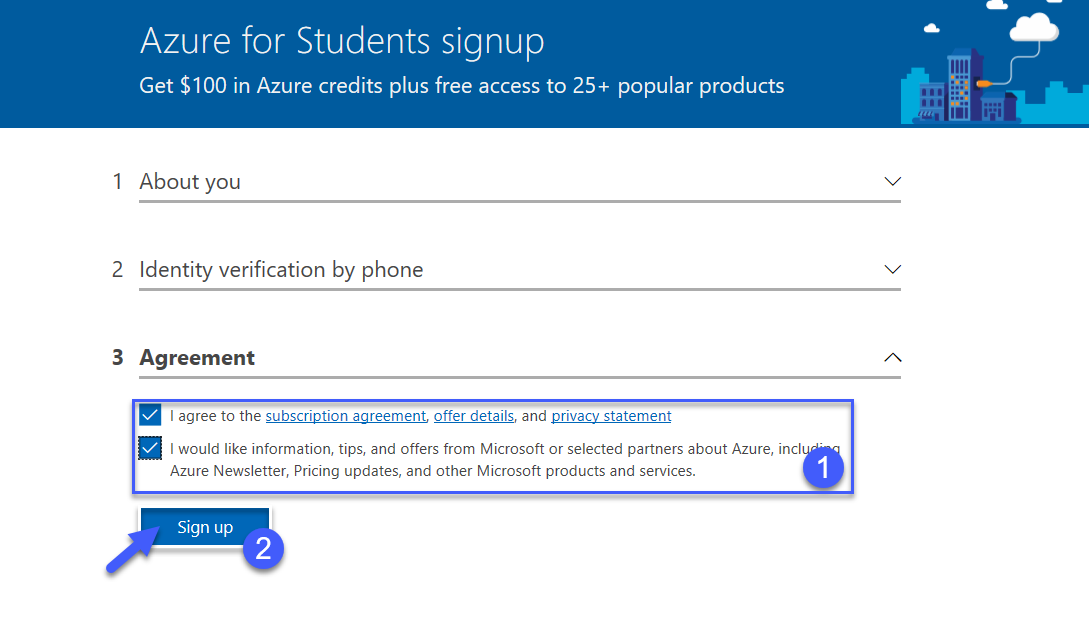 Azure for Students signup
Get $100 in Azure credits plus free access to 25+ popular products
1 About you
2 Identity verification by phone
3 Agreement
I agree to the subscription agreement, offer details, and privacy statement
I would like information, tips, and offers from Microsoft or selected partners about Azure, including
Azure Newsletter, Pricing updates, and other Microsoft products and services.
1
Sign up
2